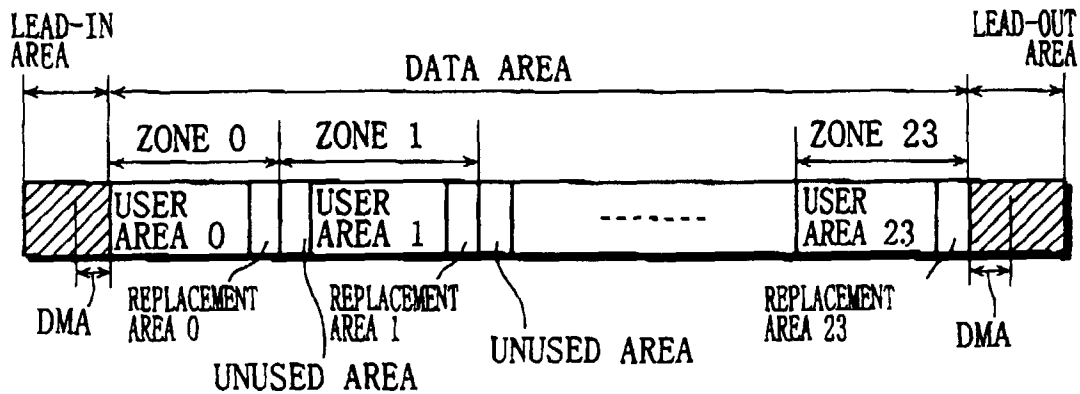 LEAD-IN
AREA
LEAD-OUT
AREA
DATA AREA
ZONE 0
ZONE 1
ZONE 23
USER
AREA 0
USER
AREA 1
USER
AREA 23
DMA
REPLACEMENT
AREA 0
REPLACEMENT
AREA 1
REPLACEMENT
AREA 23
DMA
UNUSED AREA
UNUSED AREA